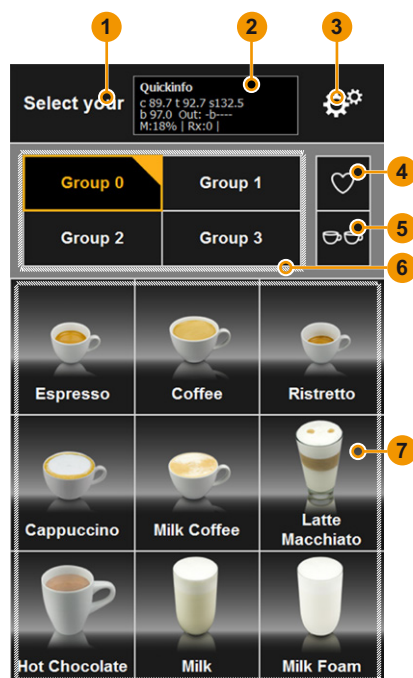 1
2
3
Select your
Quickinfo
c 89.7 t 92.7 s132.5
b 97.0 Out: -b----
M:18% | Rx:0 |
Group 0
Group 1
4
Group 2
Group 3
5
6
Espresso
Coffee
Ristretto
7
Cappuccino
Milk Coffee
Latte
Macchiato
Hot Chocolate
Milk
Milk Foam